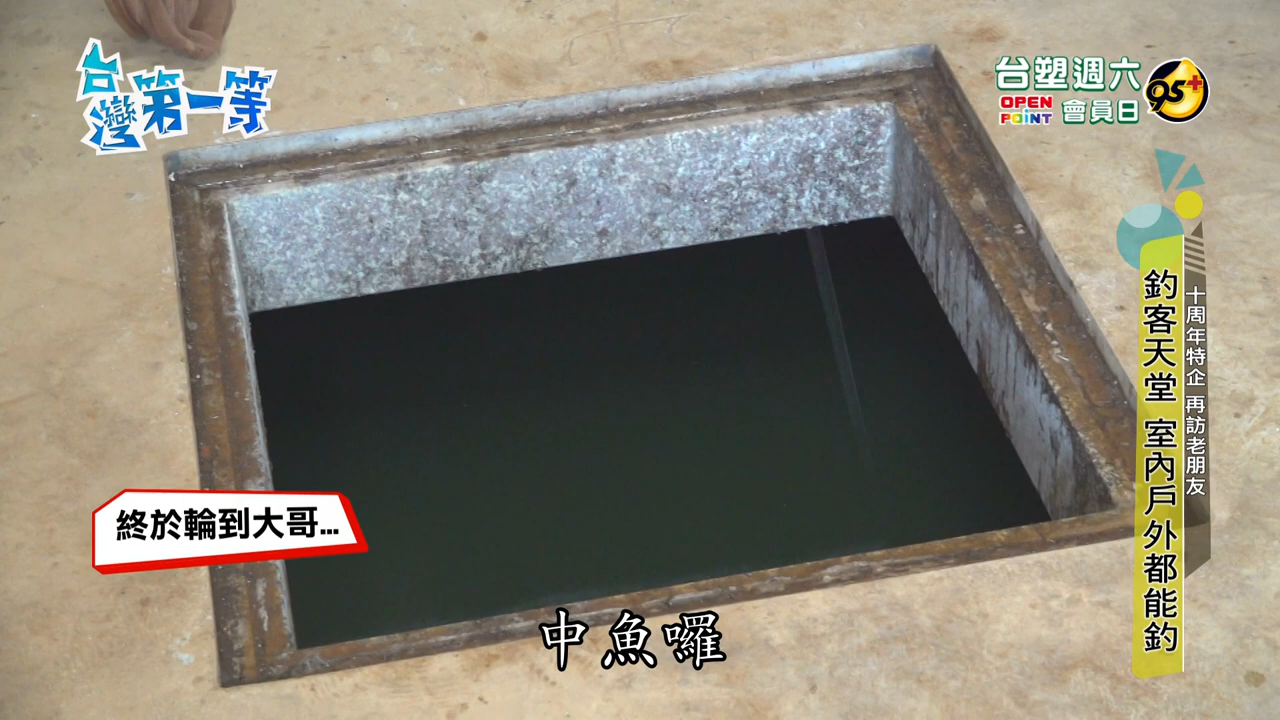 台灣第一等
台塑週六
OPEN POINT 會員日
95+
十周年特企 再訪老朋友
釣客天堂 室內戶外都能釣
終於輪到大哥...
中魚囉